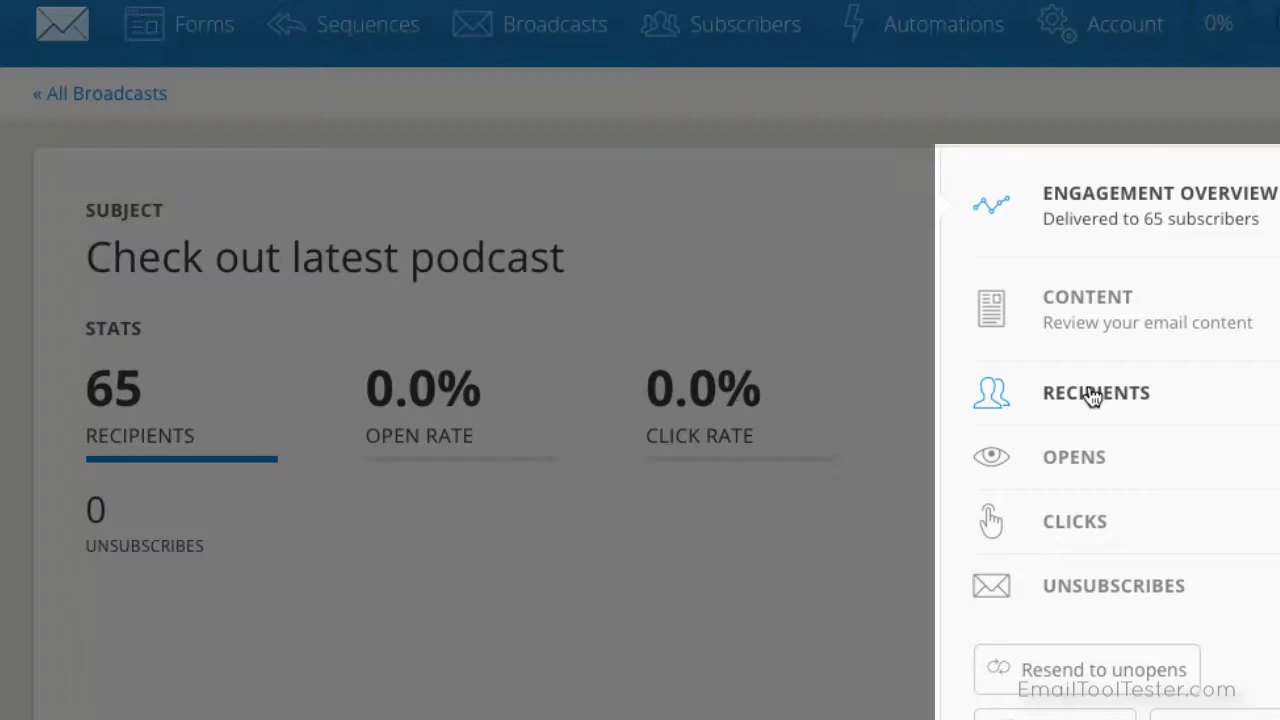 Forms Sequences Broadcasts Subscribers Automations Account 0%
« All Broadcasts
SUBJECT
Check out latest podcast
STATS
65 0.0% 0.0%
RECIPIENTS OPEN RATE CLICK RATE
0
UNSUBSCRIBES
ENGAGEMENT OVERVIEW
Delivered to 65 subscribers
CONTENT
Review your email content
RECIPIENTS
OPENS
CLICKS
UNSUBSCRIBES
Resend to unopens
EmailToolTester.com